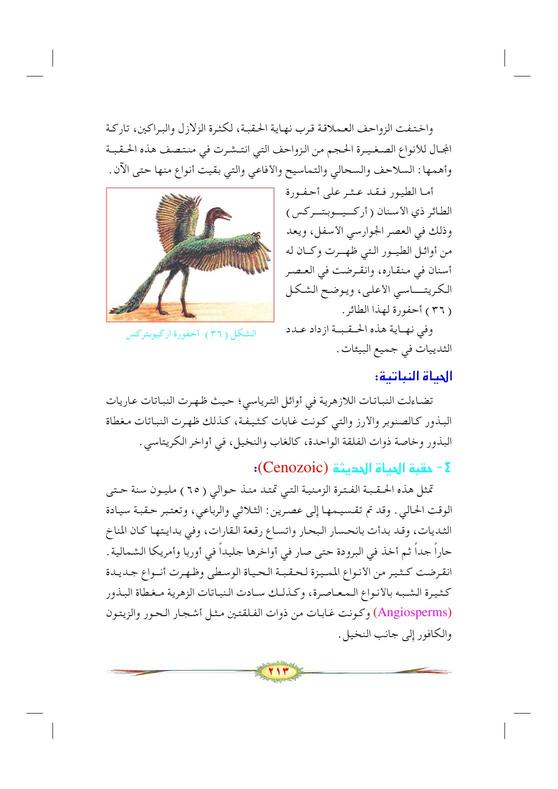 واختفت الزواحف العملاقة قرب نهاية الحقبة، لكثرة الزلازل والبراكين، تاركة
المجال للأنواع الصغيرة الحجم من الزواحف التي انتشرت في منتصف هذه الحقبة
وأهمها: السلاحف والسحالي والتماسيح والأفاعي والتي بقيت أنواع منها حتى الآن.
أما الطيور فقد عثر على أحفورة
الطائر ذي الأسنان (أركيوبتركس)
وذلك في العصر الجوارسي الأسفل، ويعد
من أوائل الطيور التي ظهرت وكان له
أسنان في منقاره، وانقرضت في العصر
الكريتاسي الأعلى، ويوضح الشكل
(٣٦) أحفورة لهذا الطائر.
الشكل (٣٦) أحفورة اركيوبتركس
وفي نهاية هذه الحقبة ازداد عدد
الثدييات في جميع البيئات.
الحياة النباتية:
تضاءلت النباتات اللازهرية في أوائل الترياسي؛ حيث ظهرت النباتات عاريات
البذور كالصنوبر والأرز والتي كونت غابات كثيفة، كذلك ظهرت النباتات مغطاة
البذور وخاصة ذوات الفلقة الواحدة، كالغاب والنخيل، في أواخر الكريتاسي.
٤- حقبة الحياة الحديثة (Cenozoic):
تمثل هذه الحقبة الفترة الزمنية التي تمتد منذ حوالي (٦٥) مليون سنة حتى
الوقت الحالي. وقد تم تقسيمها إلى عصرين: الثلاثي والرباعي، وتعتبر حقبة سيادة
الثديات، وقد بدأت بانحسار البحار واتساع رقعة القارات، وفي بدايتها كان المناخ
حاراً جداً ثم أخذ في البرودة حتى صار في أواخرها جليداً في أوربا وأمريكا الشمالية.
انقرضت كثير من الأنواع المميزة لحقبة الحياة الوسطى وظهرت أنواع جديدة
كثيرة الشبه بالأنواع المعاصرة، وكذلك سادت النباتات الزهرية مغطاة البذور
(Angiosperms) وكونت غابات من ذوات الفلقتين مثل أشجار الحور والزيتون
والكافور إلى جانب النخيل.
٢١٣